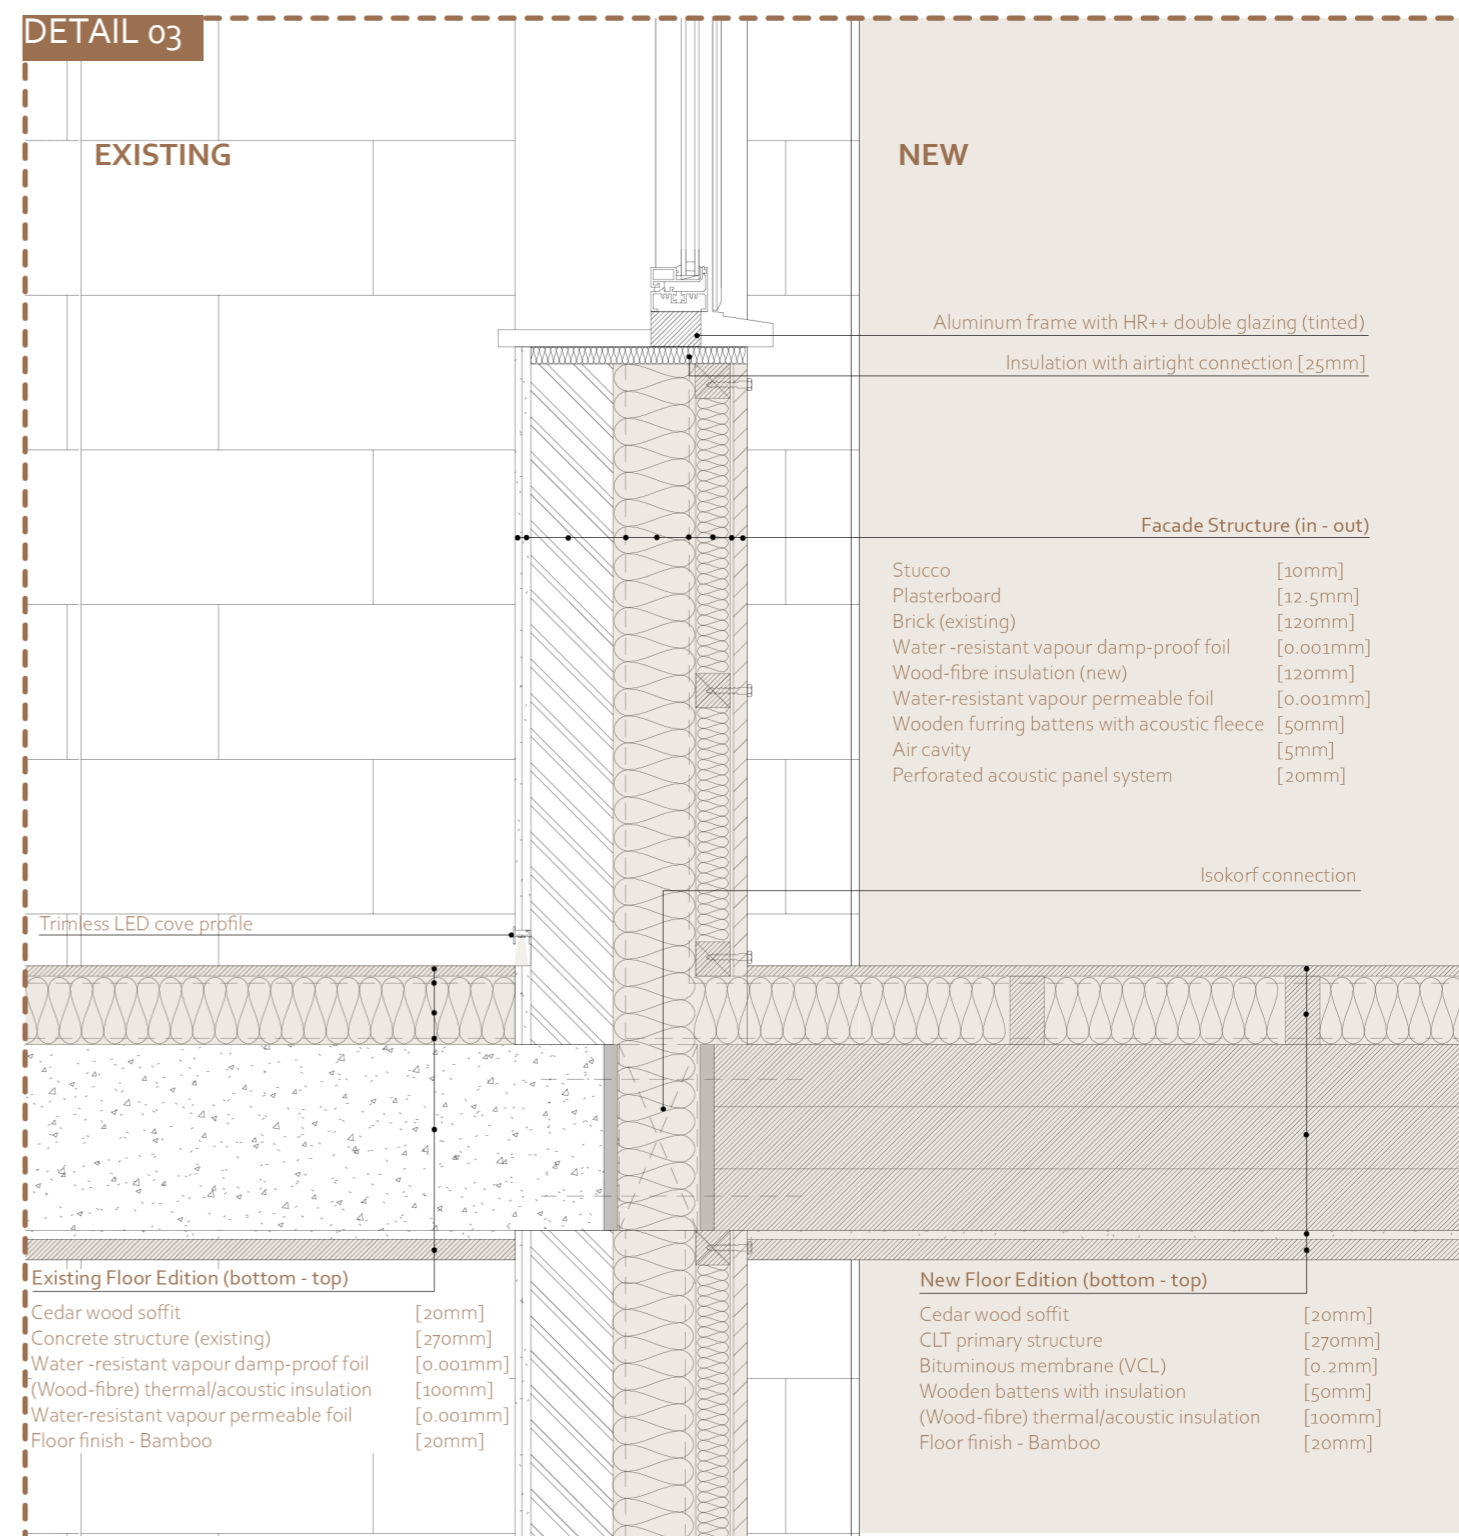 DETAIL 03
EXISTING
NEW
Aluminum frame with HR++ double glazing (tinted)
Insulation with airtight connection [25mm]
Facade Structure (in - out)
Stucco [10mm]
Plasterboard [12.5mm]
Brick (existing) [120mm]
Water -resistant vapour damp-proof foil [0.001mm]
Wood-fibre insulation (new) [120mm]
Water-resistant vapour permeable foil [0.001mm]
Wooden furring battens with acoustic fleece [50mm]
Air cavity [5mm]
Perforated acoustic panel system [20mm]
Isokorf connection
Trimless LED cove profile
Existing Floor Edition (bottom - top)
Cedar wood soffit [20mm]
Concrete structure (existing) [270mm]
Water -resistant vapour damp-proof foil [0.001mm]
(Wood-fibre) thermal/acoustic insulation [100mm]
Water-resistant vapour permeable foil [0.001mm]
Floor finish - Bamboo [20mm]
New Floor Edition (bottom - top)
Cedar wood soffit [20mm]
CLT primary structure [270mm]
Bituminous membrane (VCL) [0.2mm]
Wooden battens with insulation [50mm]
(Wood-fibre) thermal/acoustic insulation [100mm]
Floor finish - Bamboo [20mm]